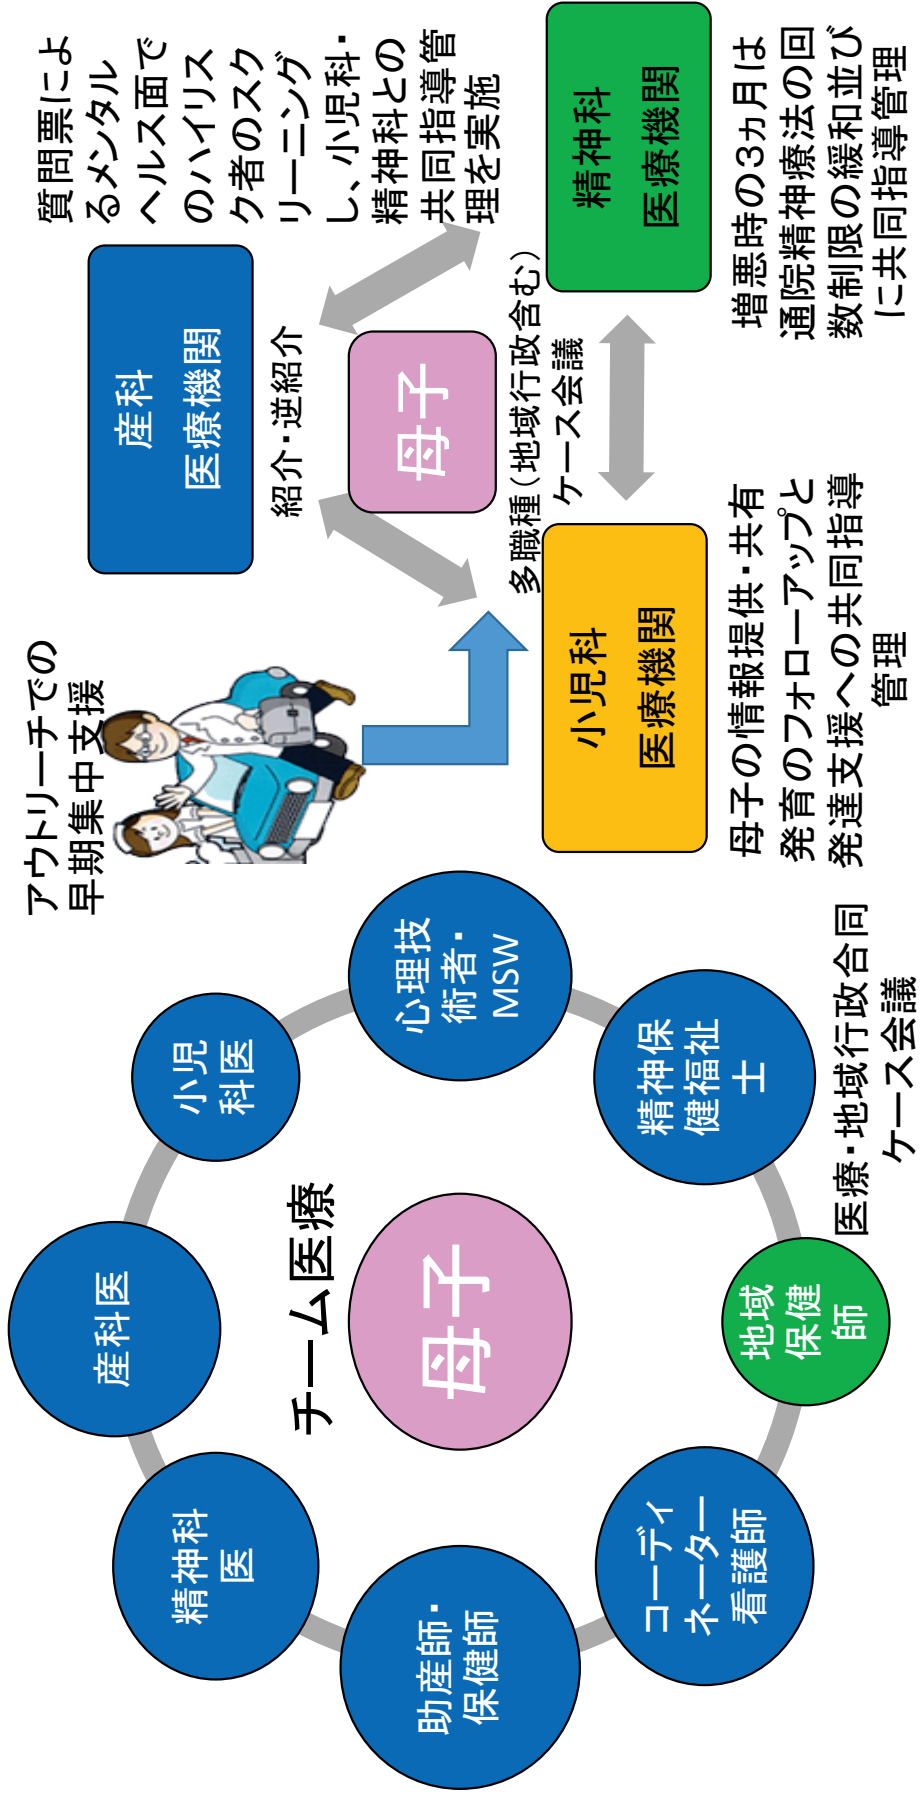 チーム医療
母子
産科医
小児
科医
心理技
術者・
MSW
精神保
健福祉
士
地域
保健
師
コーディ
ネーター
看護師
助産師・
保健師
精神科
医
医療・地域行政合同
ケース会議
アウトリーチでの
早期集中支援
産科
医療機関
質問票によ
るメンタル
ヘルス面で
のハイリス
ク者のスク
リーニング
し、小児科・
精神科との
共同指導管
理を実施
紹介・逆紹介
母子
多職種（地域行政含む）
ケース会議
小児科
医療機関
母子の情報提供・共有
発育のフォローアップと
発達支援への共同指導
管理
精神科
医療機関
増悪時の3ヵ月は
通院精神療法の回
数制限の緩和並び
に共同指導管理